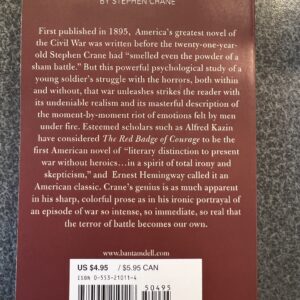 BY STEPHEN CRANE
First published in 1895, America's greatest novel of
the Civil War was written before the twenty-one-year-
old Stephen Crane had "smelled even the powder of a
sham battle." But this powerful psychological study of a
young soldier's struggle with the horrors, both within
and without, that war unleashes strikes the reader with
its undeniable realism and its masterful description of
the moment-by-moment riot of emotions felt by men
under fire. Esteemed scholars such as Alfred Kazin
have considered The Red Badge of Courage to be the
first American novel of "literary distinction to present
war without heroics...in a spirit of total irony and
skepticism," and Ernest Hemingway called it an
American classic. Crane's genius is as much apparent
in his sharp, colorful prose as in his ironic portrayal of
an episode of war so intense, so immediate, so real that
the terror of battle becomes our own.
www.bantamdell.com
US $4.95 / $5.95 CAN
ISBN 0-553-21011-4
50495